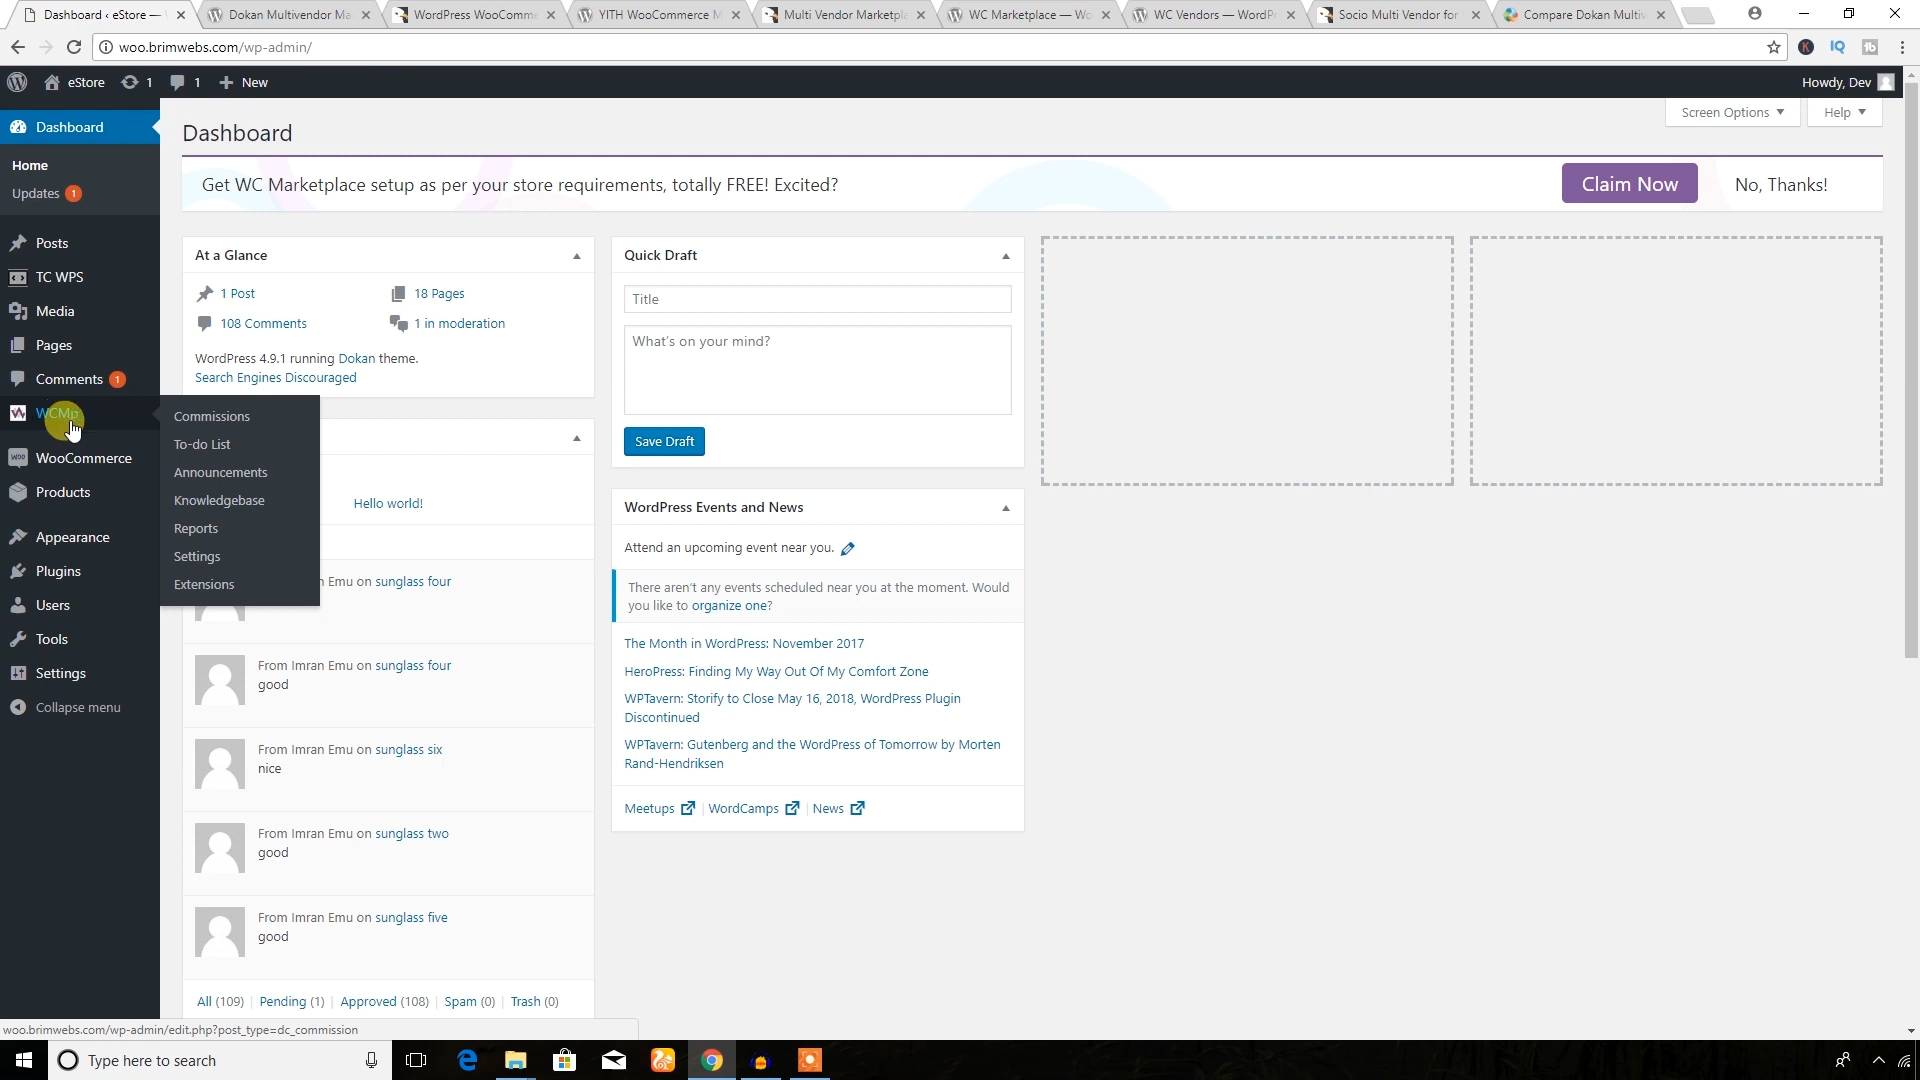 Dashboard ‹ eStore —
Dokan Multivendor Ma
WordPress WooComme
YITH WooCommerce M
Multi Vendor Marketpla
WC Marketplace — Wo
WC Vendors — WordP
Socio Multi Vendor for
Compare Dokan Multiv
woo.brimwebs.com/wp-admin/
eStore
1
1
New
Howdy, Dev
Dashboard
Home
Updates 1
Posts
TC WPS
Media
Pages
Comments 1
WCMp
WooCommerce
Products
Appearance
Plugins
Users
Tools
Settings
Collapse menu
Commissions
To-do List
Announcements
Knowledgebase
Reports
Settings
Extensions
Dashboard
Screen Options
Help
Get WC Marketplace setup as per your store requirements, totally FREE! Excited?
Claim Now
No, Thanks!
At a Glance
1 Post
18 Pages
108 Comments
1 in moderation
WordPress 4.9.1 running Dokan theme.
Search Engines Discouraged
Hello world!
Emu on sunglass four
From Imran Emu on sunglass four
good
From Imran Emu on sunglass six
nice
From Imran Emu on sunglass two
good
From Imran Emu on sunglass five
good
All (109) | Pending (1) | Approved (108) | Spam (0) | Trash (0)
Quick Draft
Title
What's on your mind?
Save Draft
WordPress Events and News
Attend an upcoming event near you.
There aren't any events scheduled near you at the moment. Would
you like to organize one?
The Month in WordPress: November 2017
HeroPress: Finding My Way Out Of My Comfort Zone
WPTavern: Storify to Close May 16, 2018, WordPress Plugin
Discontinued
WPTavern: Gutenberg and the WordPress of Tomorrow by Morten
Rand-Hendriksen
Meetups | WordCamps | News
woo.brimwebs.com/wp-admin/edit.php?post_type=dc_commission
Type here to search